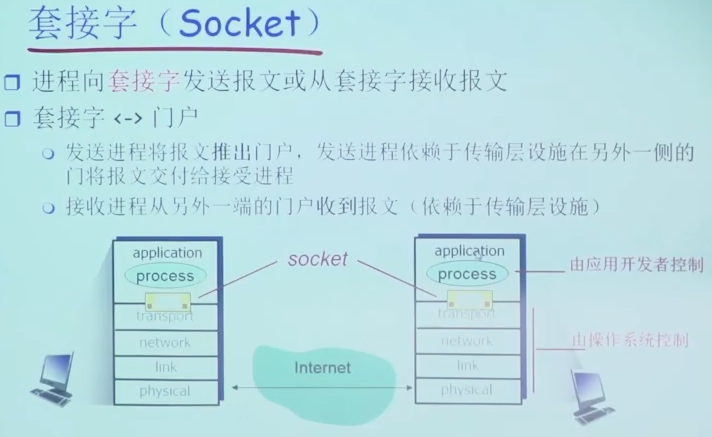 套接字（Socket）
进程向套接字发送报文或从套接字接收报文
套接字 <-> 门户
发送进程将报文推出门户，发送进程依赖于传输层设施在另外一侧的
门将报文交付给接受进程
接收进程从另外一端的门户收到报文（依赖于传输层设施）
application
process
transport
network
link
physical
socket
Internet
application
process
transport
network
link
physical
由应用开发者控制
由操作系统控制